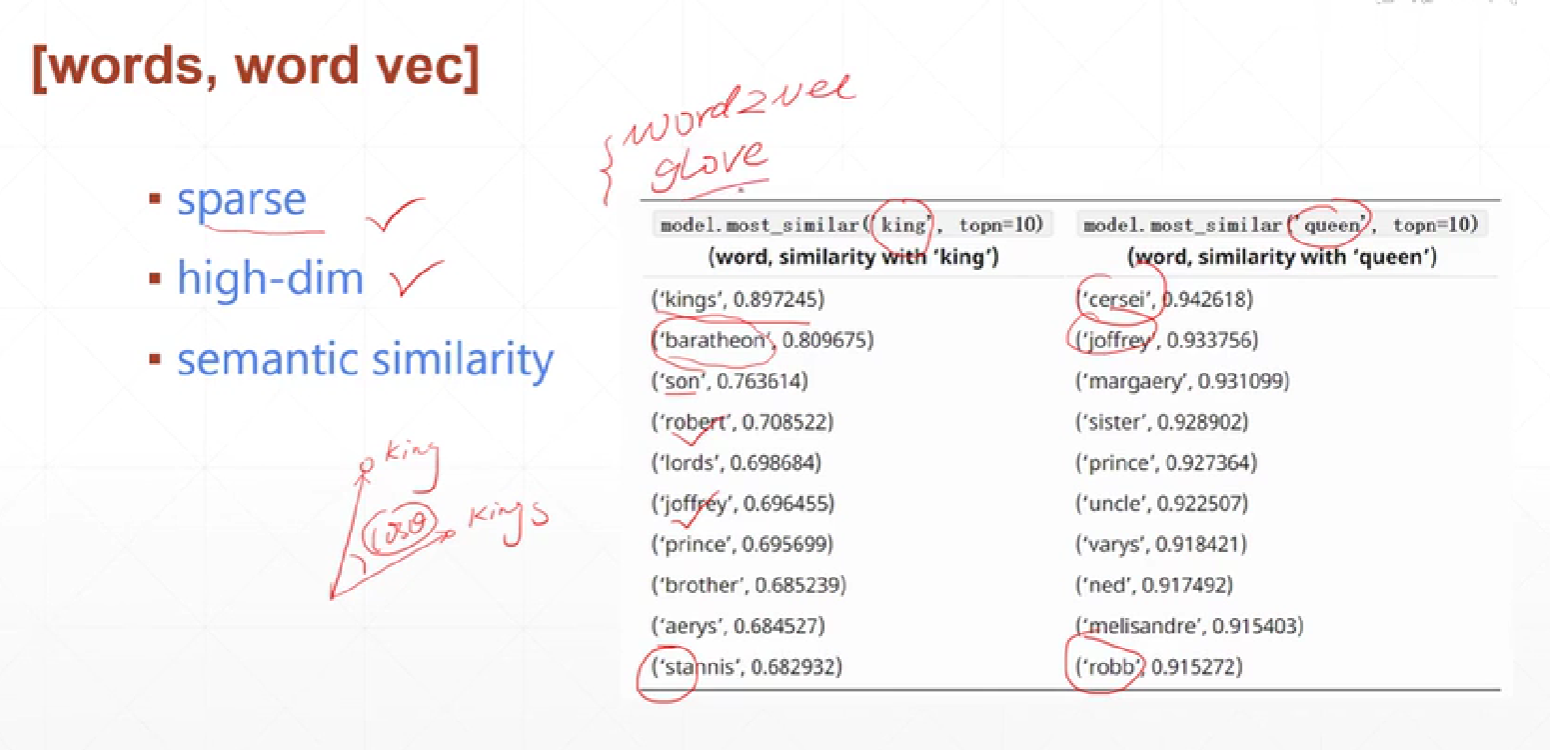 [words, word vec]
word2vec
glove
▪ sparse
▪ high-dim
▪ semantic similarity
king
cosθ
kings
model.most_similar('king', topn=10)
(word, similarity with ‘king’)
(‘kings’, 0.897245)
(‘baratheon’, 0.809675)
(‘son’, 0.763614)
(‘robert’, 0.708522)
(‘lords’, 0.698684)
(‘joffrey’, 0.696455)
(‘prince’, 0.695699)
(‘brother’, 0.685239)
(‘aerys’, 0.684527)
(‘stannis’, 0.682932)
model.most_similar('queen', topn=10)
(word, similarity with ‘queen’)
(‘cersei’, 0.942618)
(‘joffrey’, 0.933756)
(‘margaery’, 0.931099)
(‘sister’, 0.928902)
(‘prince’, 0.927364)
(‘uncle’, 0.922507)
(‘varys’, 0.918421)
(‘ned’, 0.917492)
(‘melisandre’, 0.915403)
(‘robb’, 0.915272)